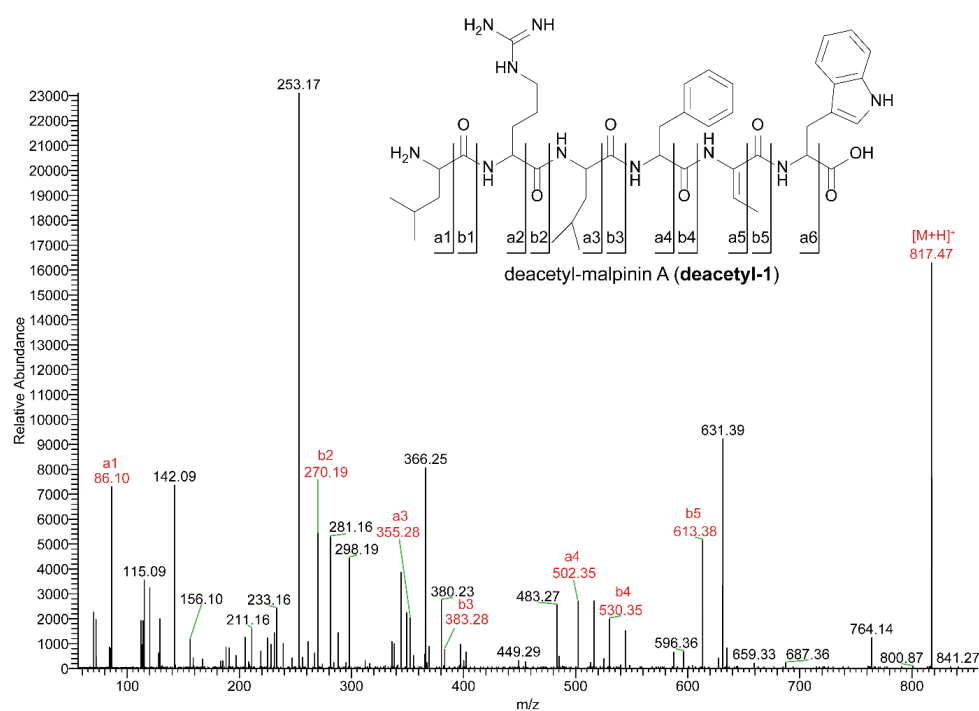 H₂N
NH
HN
NH
O
O
O
O
H
N
H₂N
N
H
O
N
H
O
N
H
OH
O
a1 b1 a2 b2 a3 b3 a4 b4 a5 b5 a6
deacetyl-malpinin A (deacetyl-1)
[M+H]⁺
817.47
253.17
Relative Abundance
23000
22000
21000
20000
19000
18000
17000
16000
15000
14000
13000
12000
11000
10000
9000
8000
7000
6000
5000
4000
3000
2000
1000
0
a1
86.10
142.09
115.09
156.10
211.16
233.16
b2
270.19
281.16
298.19
a3
355.28
366.25
380.23
b3
383.28
449.29
483.27
a4
502.35
b4
530.35
596.36
b5
613.38
631.39
659.33
687.36
764.14
800.87
841.27
100 200 300 400 500 600 700 800
m/z